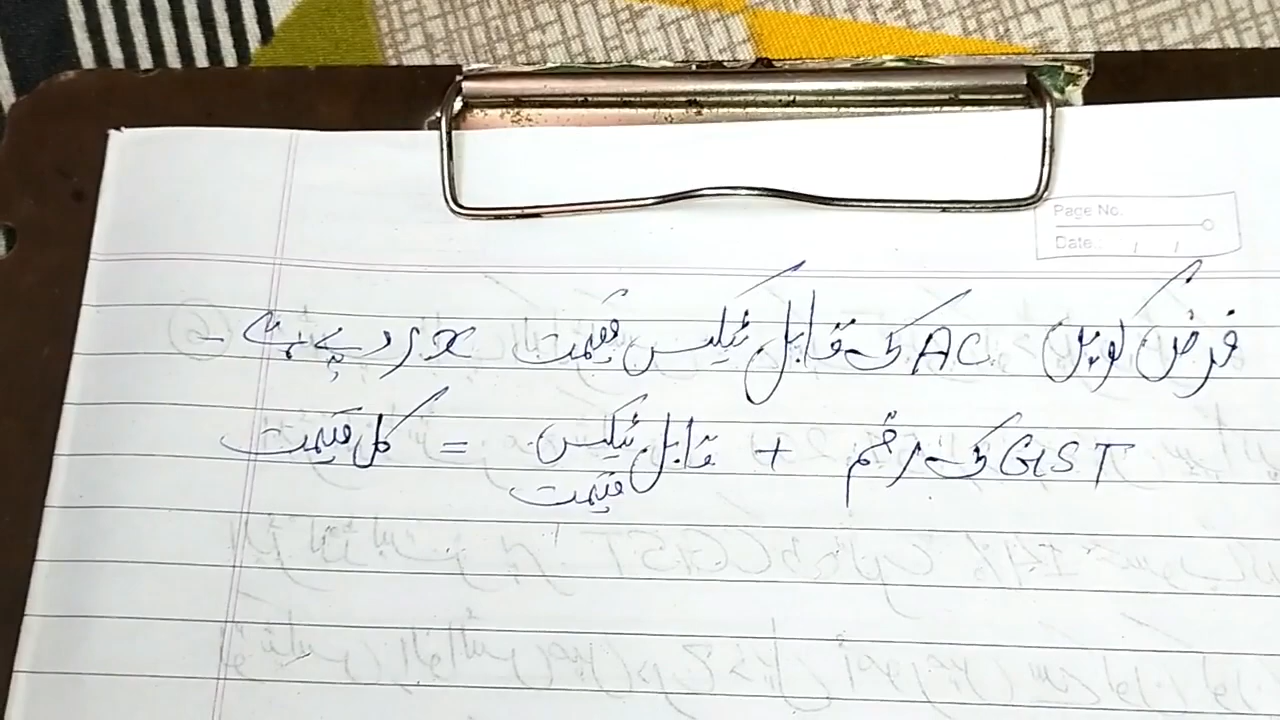 Page No.
Date: / /
فرض کریں AC کی قابل ٹیکس قیمت x روپے ہے۔
کل قیمت = قابل ٹیکس قیمت + GST کی رقم